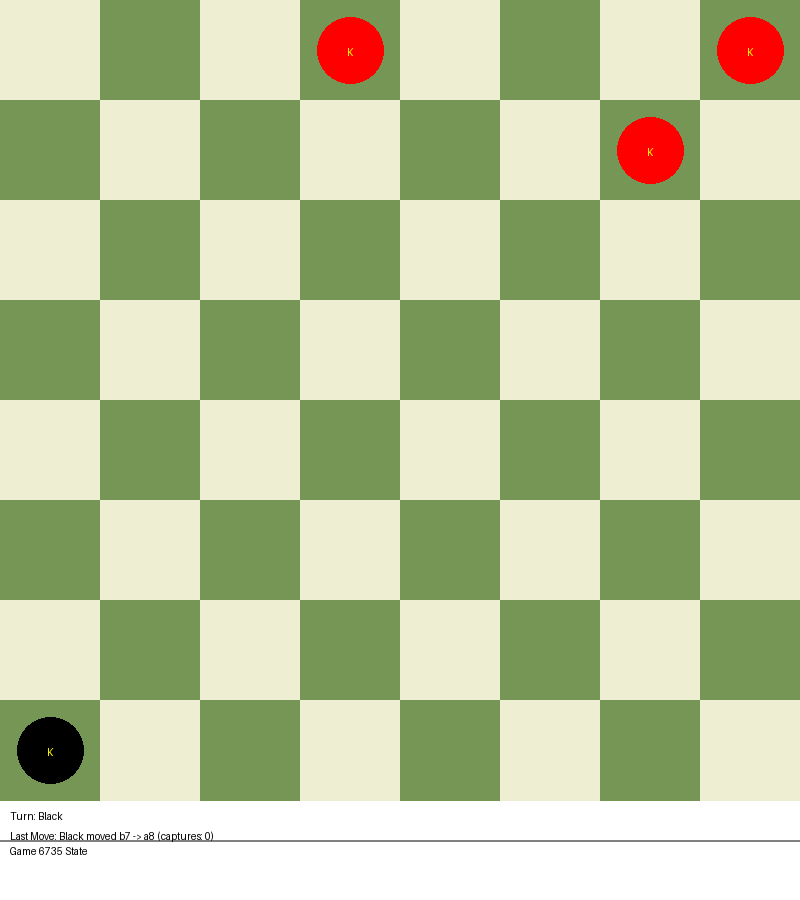 K K
K
K
Turn: Black
Last Move: Black moved b7 -> a8 (captures: 0)
Game 6735 State